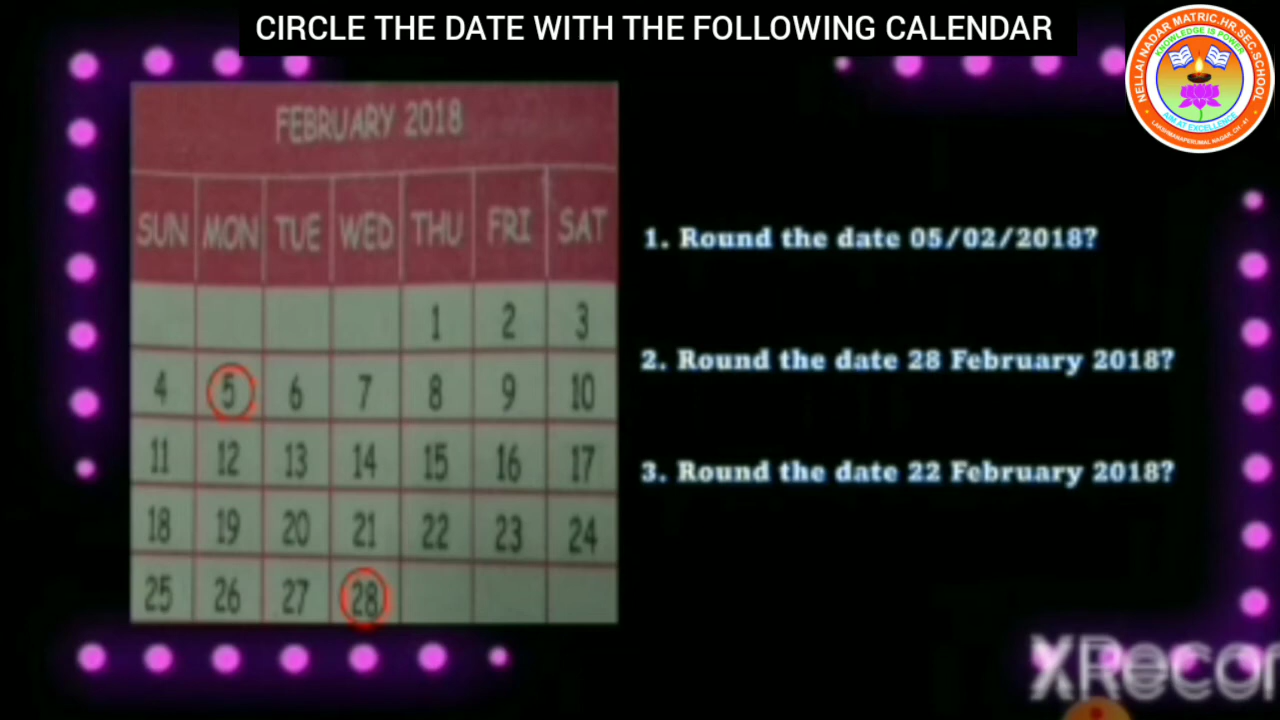 CIRCLE THE DATE WITH THE FOLLOWING CALENDAR
NELLAI NADAR MATRIC.HR.SEC.SCHOOL
KNOWLEDGE IS POWER
AIM AT EXCELLENCE
LAKSHMANAPERUMAL NAGAR, CH - 91
FEBRUARY 2018
SUN MON TUE WED THU FRI SAT
1 2 3
4 5 6 7 8 9 10
11 12 13 14 15 16 17
18 19 20 21 22 23 24
25 26 27 28
1. Round the date 05/02/2018?
2. Round the date 28 February 2018?
3. Round the date 22 February 2018?
XRecor